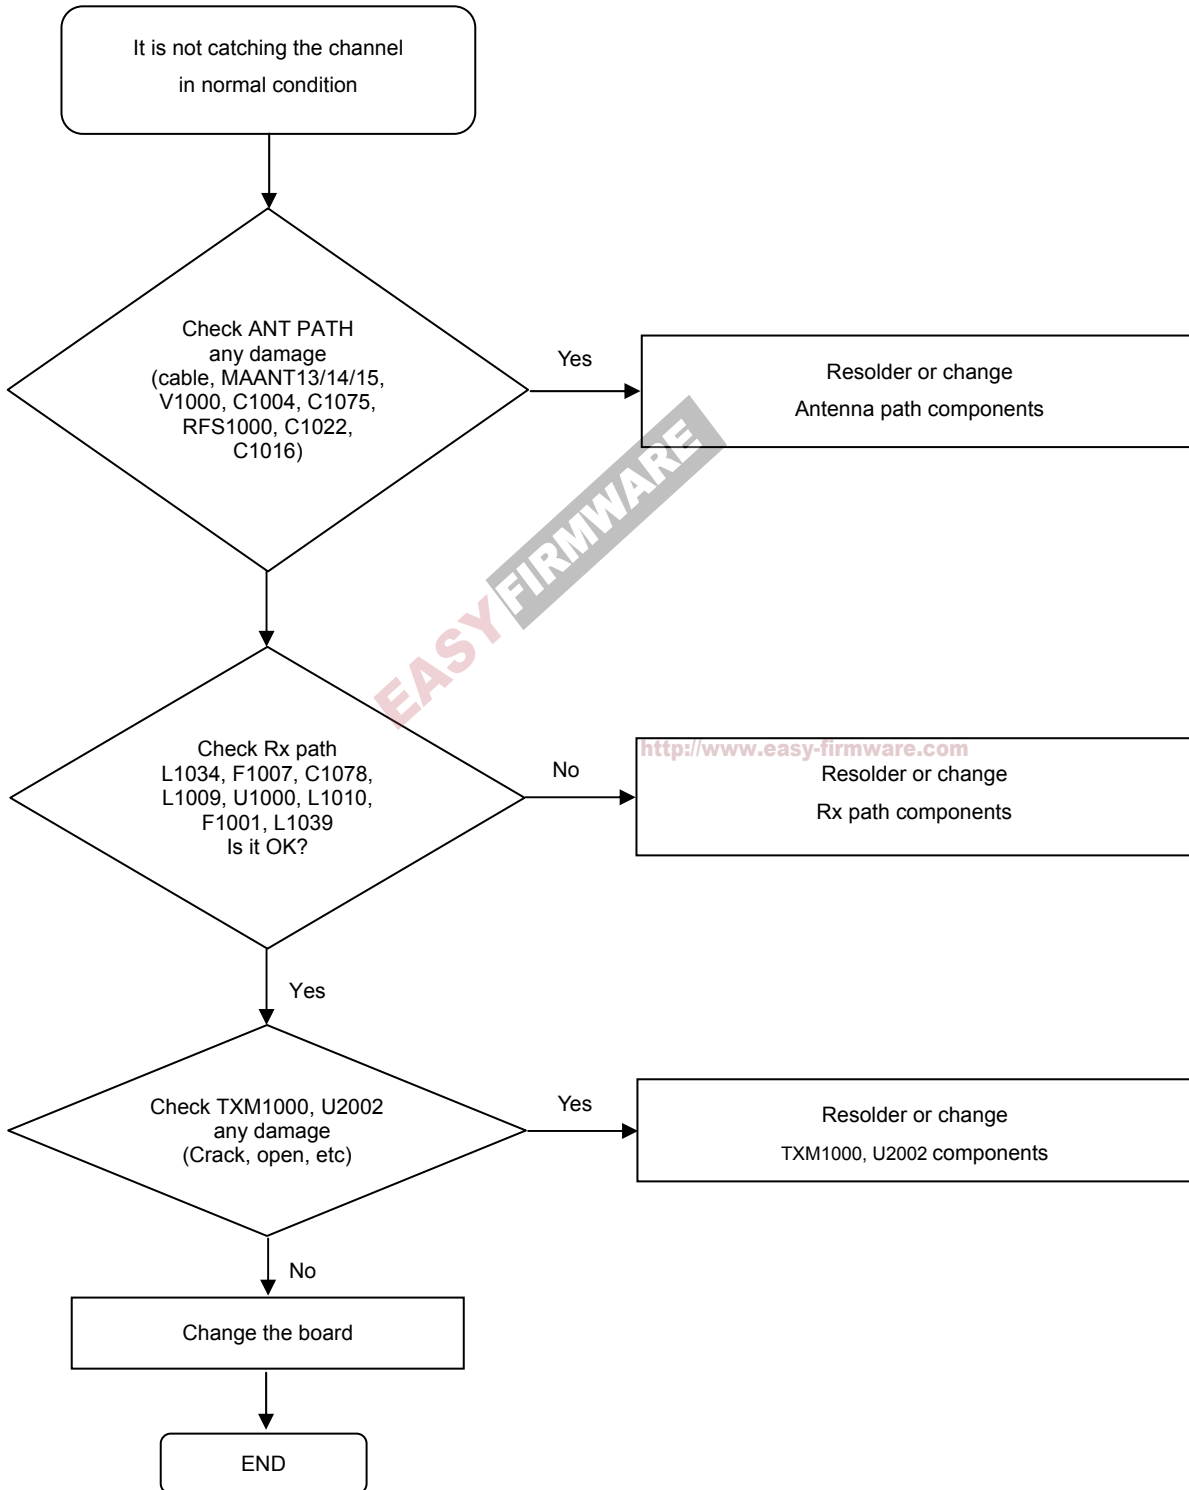 It is not catching the channel
in normal condition
Check ANT PATH
any damage
(cable, MAANT13/14/15,
V1000, C1004, C1075,
RFS1000, C1022,
C1016)
Yes
Resolder or change
Antenna path components
EASY FIRMWARE
http://www.easy-firmware.com
Check Rx path
L1034, F1007, C1078,
L1009, U1000, L1010,
F1001, L1039
Is it OK?
No
Resolder or change
Rx path components
Yes
Check TXM1000, U2002
any damage
(Crack, open, etc)
Yes
Resolder or change
TXM1000, U2002 components
No
Change the board
END